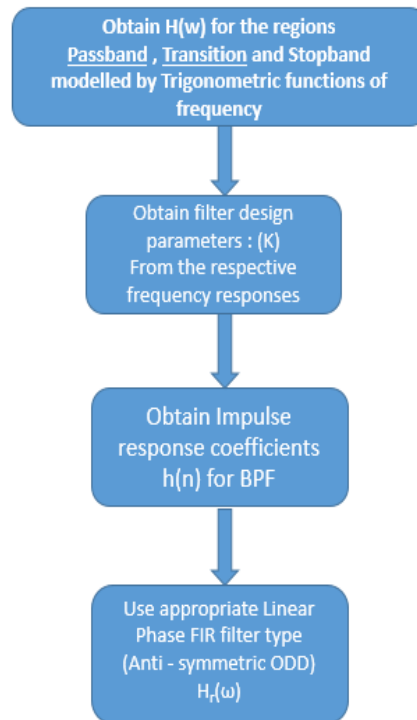 Obtain H(w) for the regions
Passband , Transition and Stopband
modelled by Trigonometric functions of
frequency
Obtain filter design
parameters : (K)
From the respective
frequency responses
Obtain Impulse
response coefficients
h(n) for BPF
Use appropriate Linear
Phase FIR filter type
(Anti - symmetric ODD)
Hr(ω)